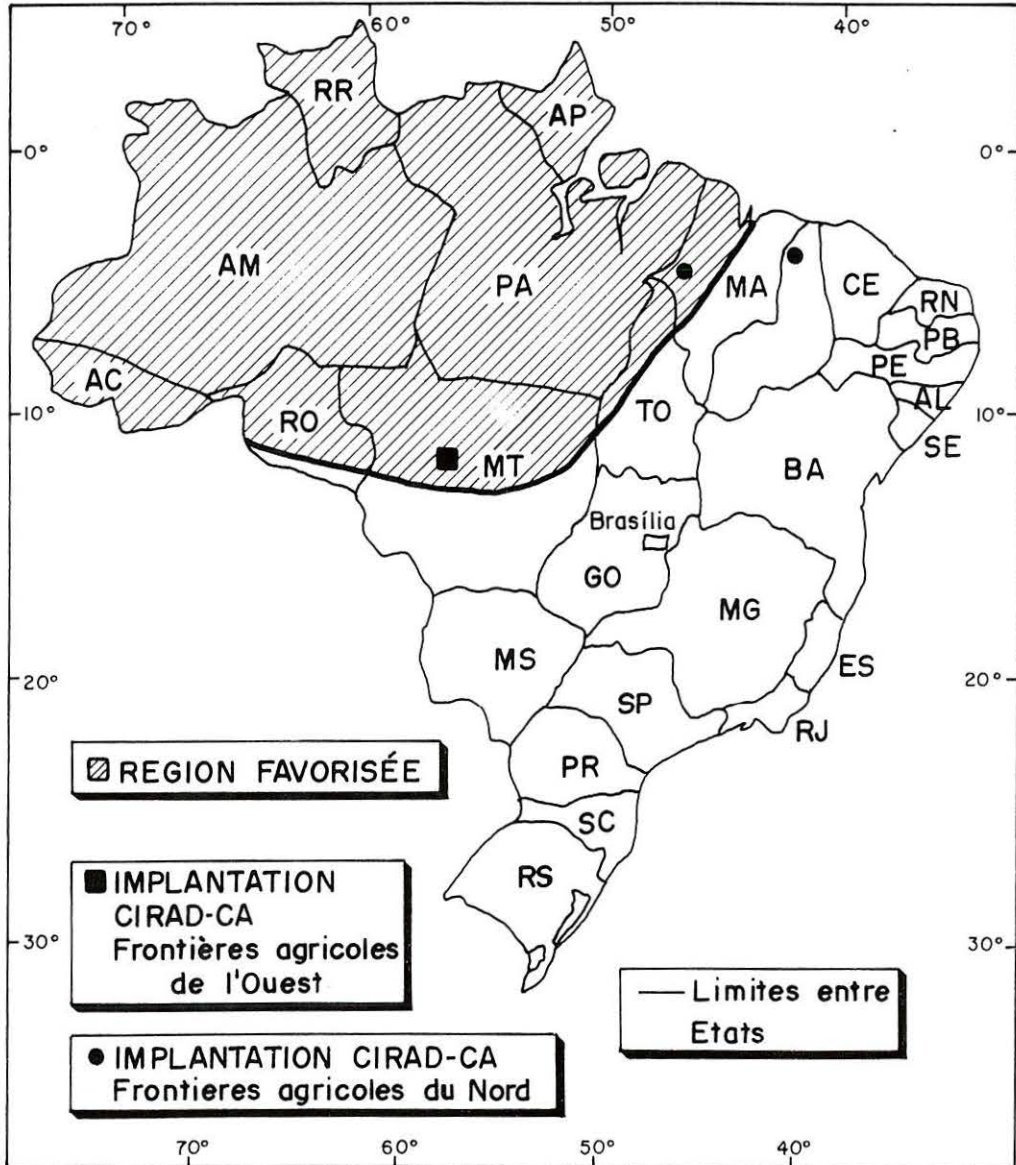 70°
60°
50°
40°
RR
AP
0°
0°
AM
PA
MA
CE
RN
PB
PE
AC
AL
10°
RO
TO
10°
SE
MT
BA
Brasília
GO
MG
MS
ES
20°
20°
SP
RJ
REGION FAVORISÉE
PR
SC
IMPLANTATION
CIRAD-CA
Frontières agricoles
de l'Ouest
RS
30°
30°
Limites entre
Etats
IMPLANTATION CIRAD-CA
Frontieres agricoles du Nord
70°
60°
50°
40°